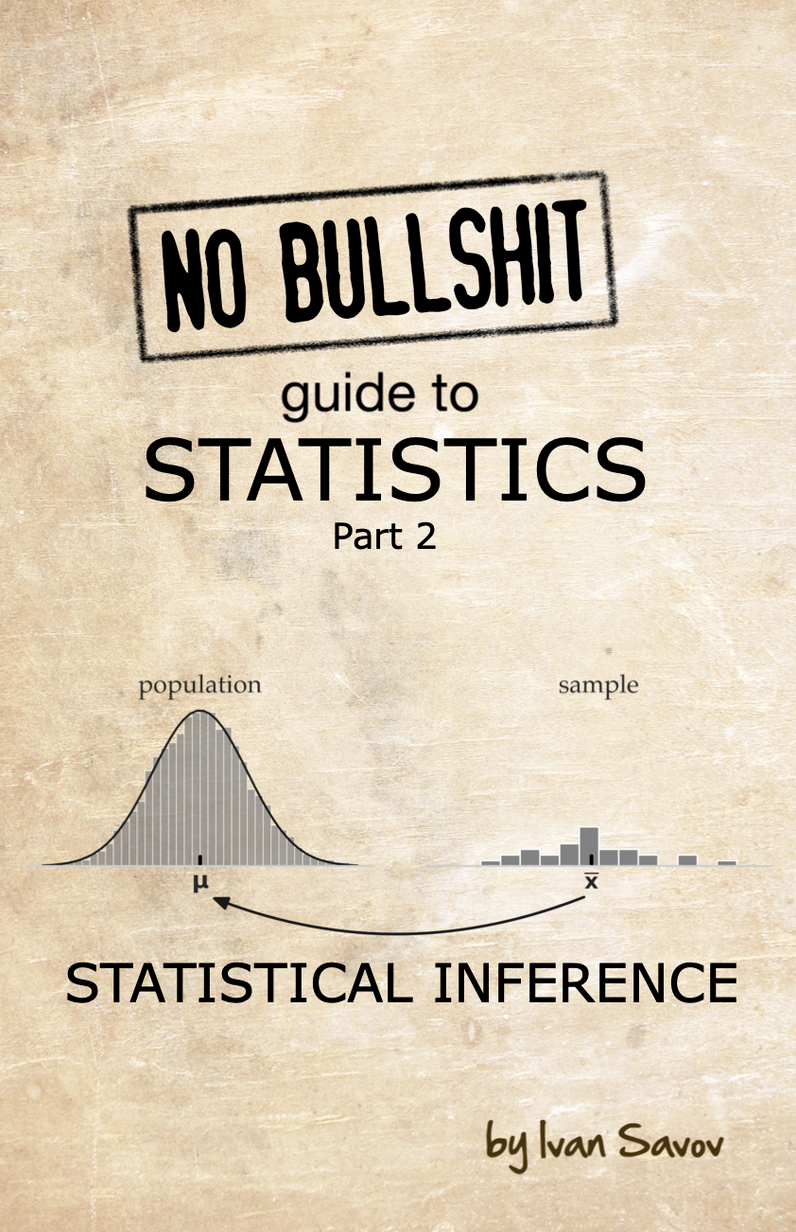 NO BULLSHIT
guide to
STATISTICS
Part 2
population
sample
μ
x̄
STATISTICAL INFERENCE
by Ivan Savov